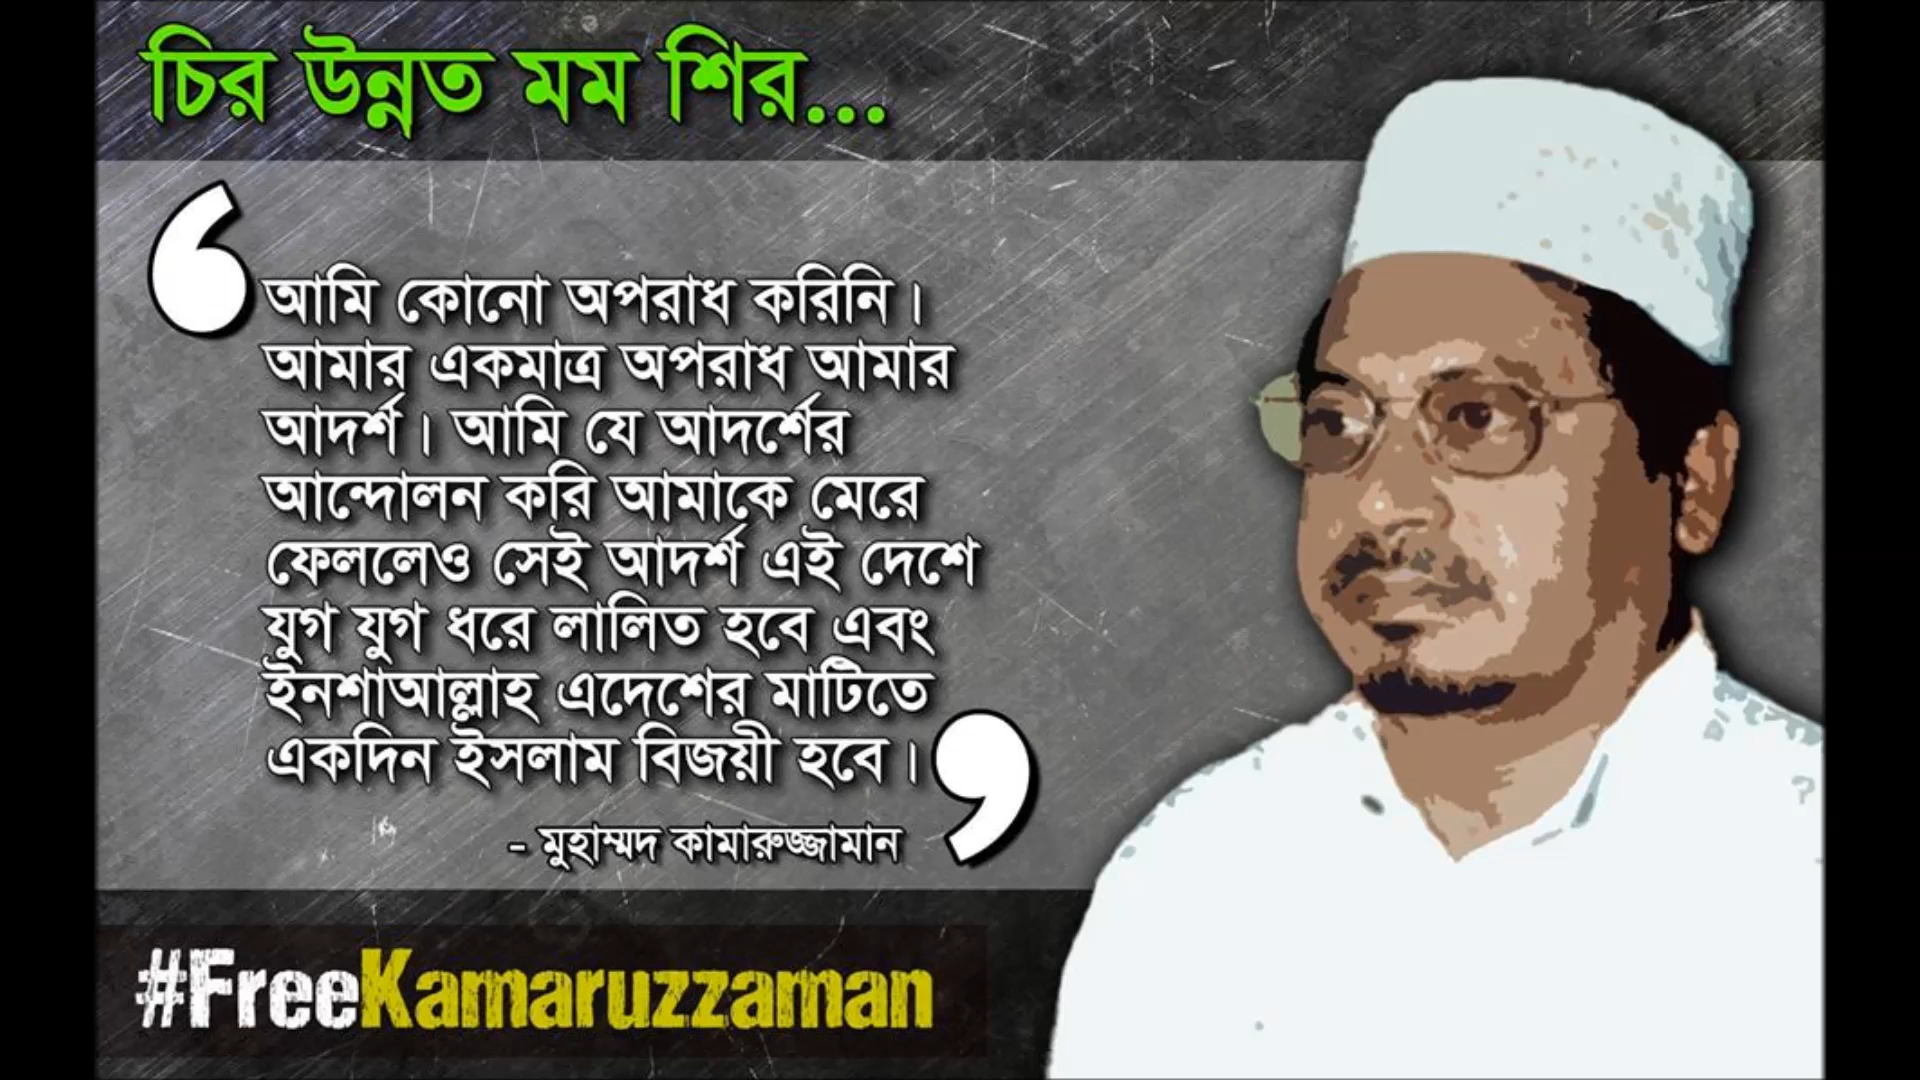 চির উন্নত মম শির...
আমি কোনো অপরাধ করিনি।
আমার একমাত্র অপরাধ আমার
আদর্শ। আমি যে আদর্শের
আন্দোলন করি আমাকে মেরে
ফেললেও সেই আদর্শ এই দেশে
যুগ যুগ ধরে লালিত হবে এবং
ইনশাআল্লাহ এদেশের মাটিতে
একদিন ইসলাম বিজয়ী হবে।
- মুহাম্মদ কামারুজ্জামান
#FreeKamaruzzaman